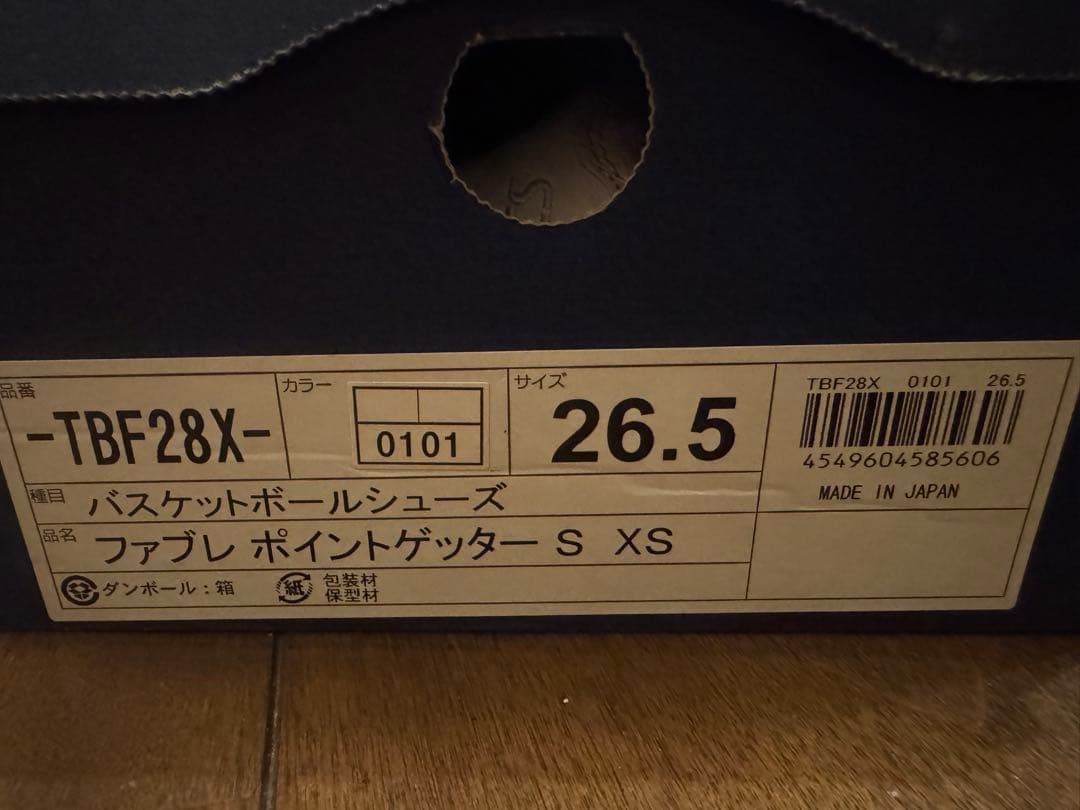 品番
-TBF28X-
カラー
0101
サイズ
26.5
TBF28X 0101 26.5
4549604585606
MADE IN JAPAN
種目
バスケットボールシューズ
品名
ファブレ ポイントゲッター S XS
ダンボール：箱
紙
包装材
保型材